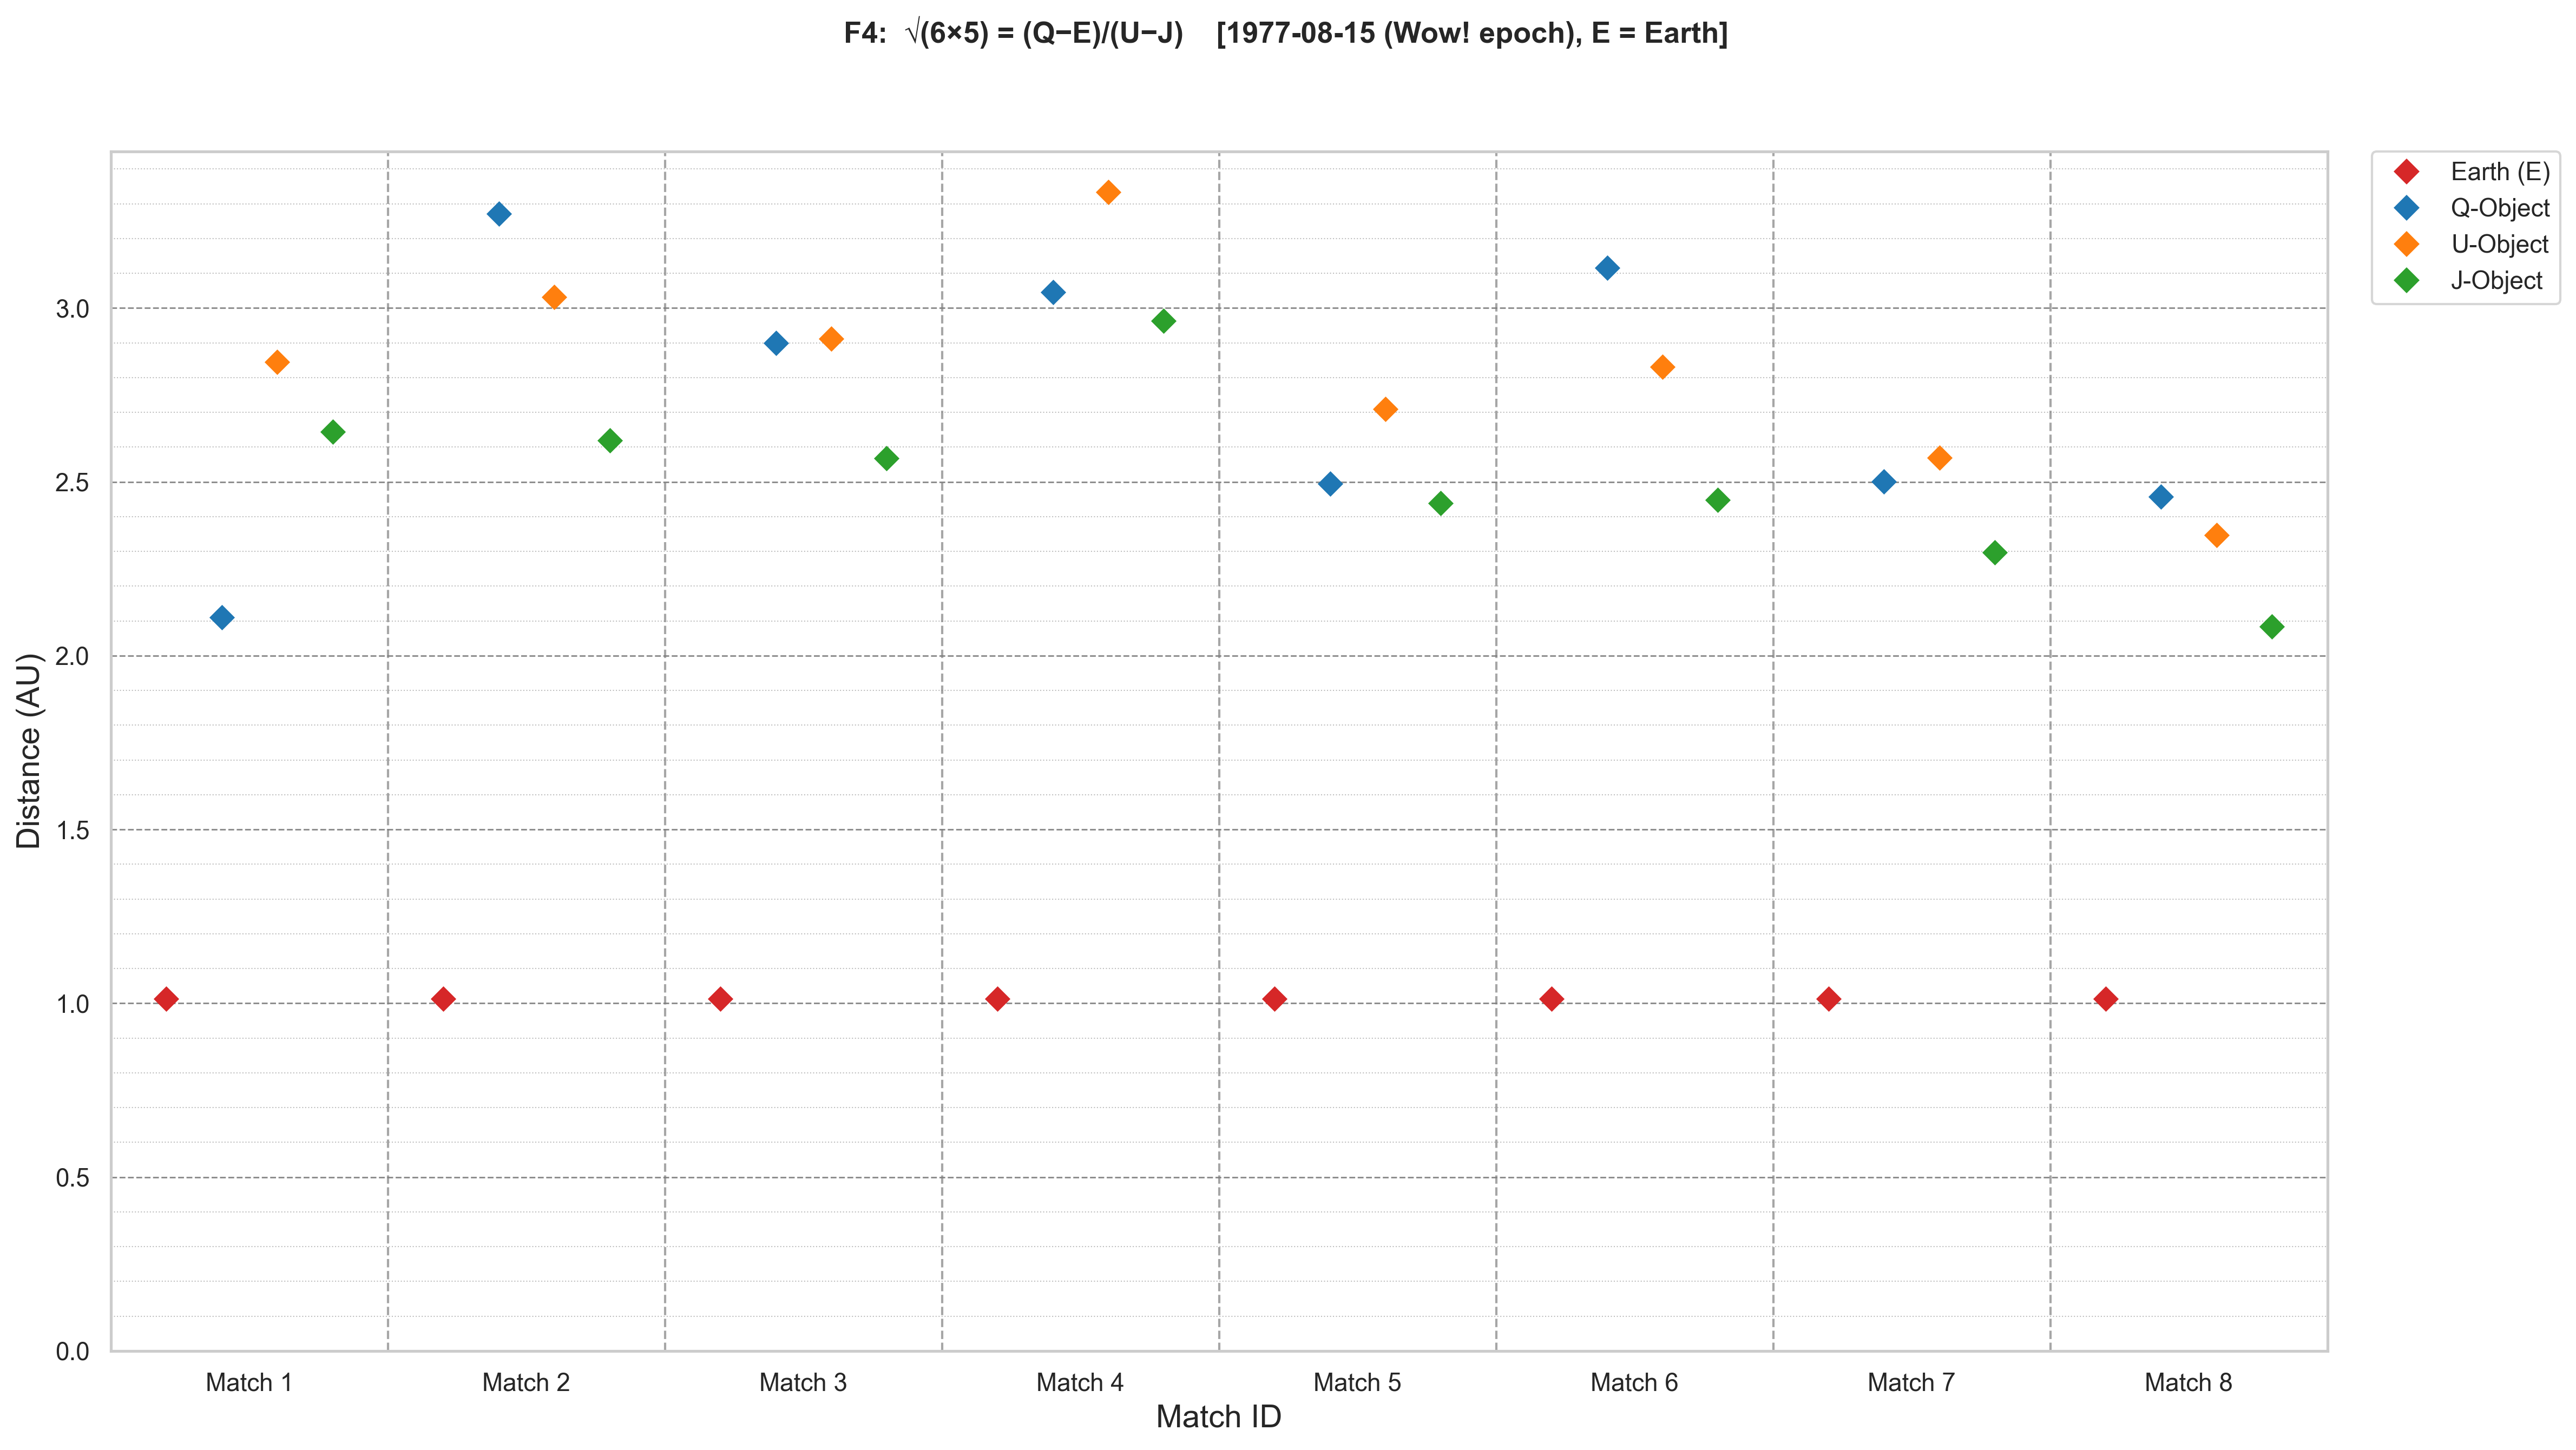 F4:  √(6×5) = (Q−E)/(U−J)    [1977-08-15 (Wow! epoch), E = Earth]
Earth (E)
Q-Object
U-Object
J-Object
Distance (AU)
3.0
2.5
2.0
1.5
1.0
0.5
0.0
Match 1
Match 2
Match 3
Match 4
Match 5
Match 6
Match 7
Match 8
Match ID